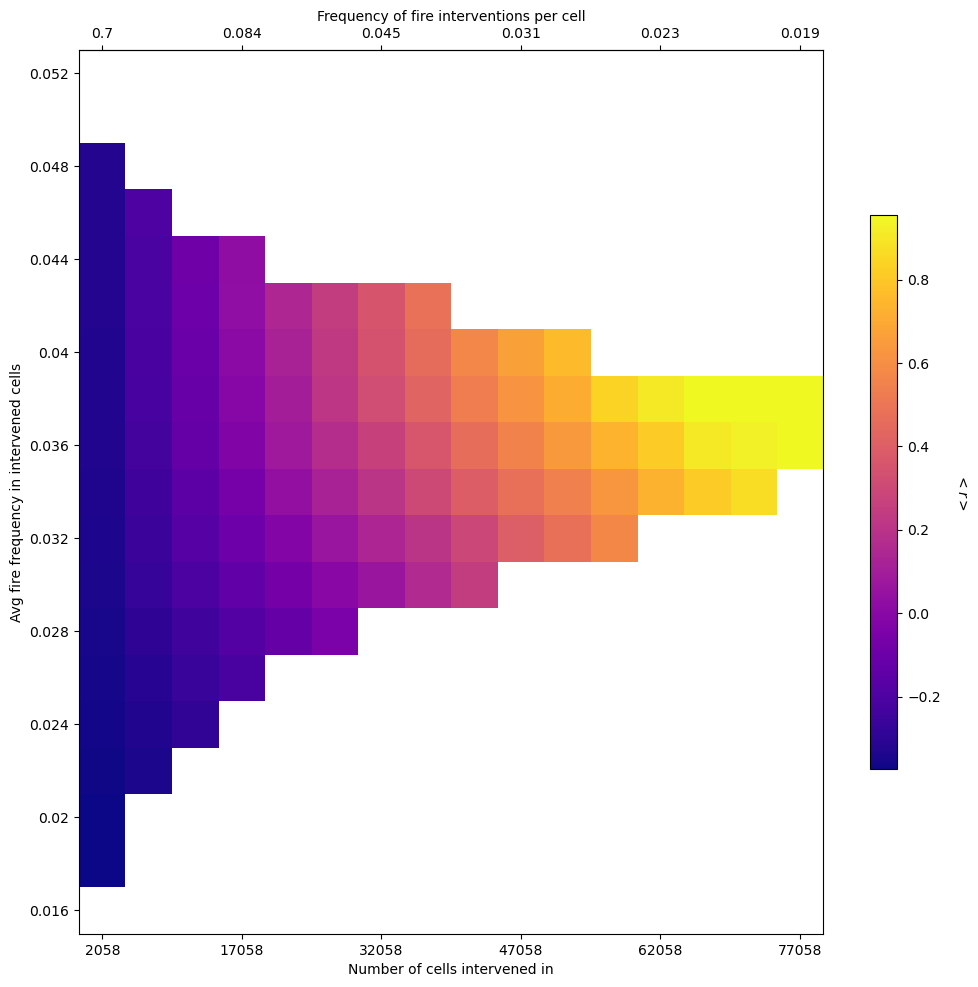 Frequency of fire interventions per cell
0.7 0.084 0.045 0.031 0.023 0.019
0.052
0.048
0.044
0.04
0.036
0.032
0.028
0.024
0.02
0.016
Avg fire frequency in intervened cells
2058 17058 32058 47058 62058 77058
Number of cells intervened in
0.8
0.6
0.4
0.2
0.0
−0.2
< r >